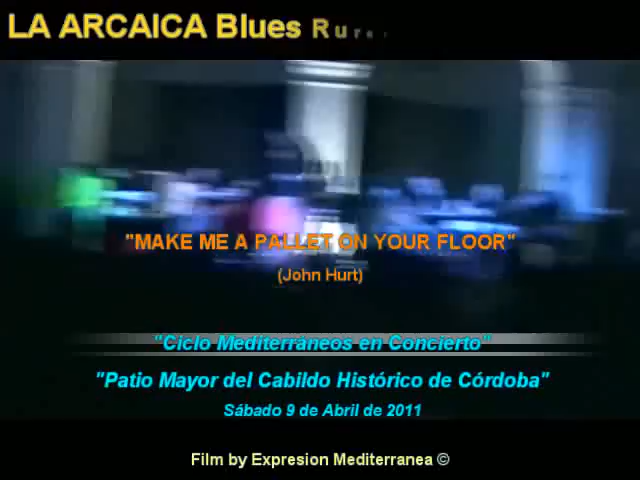 LA ARCAICA Blues Rur
"MAKE ME A PALLET ON YOUR FLOOR"
(John Hurt)
"Ciclo Mediterráneos en Concierto"
"Patio Mayor del Cabildo Histórico de Córdoba"
Sábado 9 de Abril de 2011
Film by Expresion Mediterranea ©